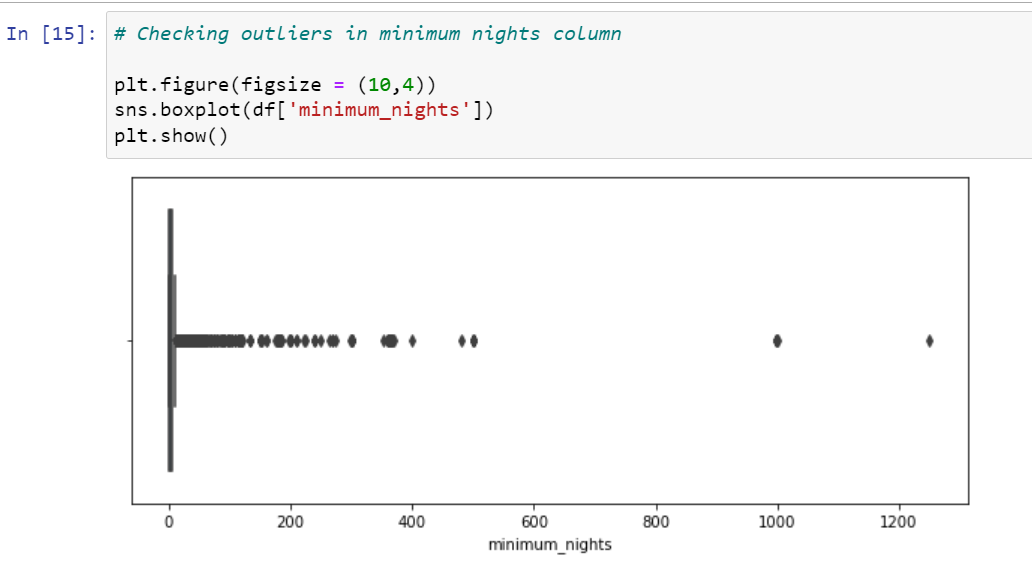 In [15]: # Checking outliers in minimum nights column
plt.figure(figsize = (10,4))
sns.boxplot(df['minimum_nights'])
plt.show()
0 200 400 600 800 1000 1200
minimum_nights